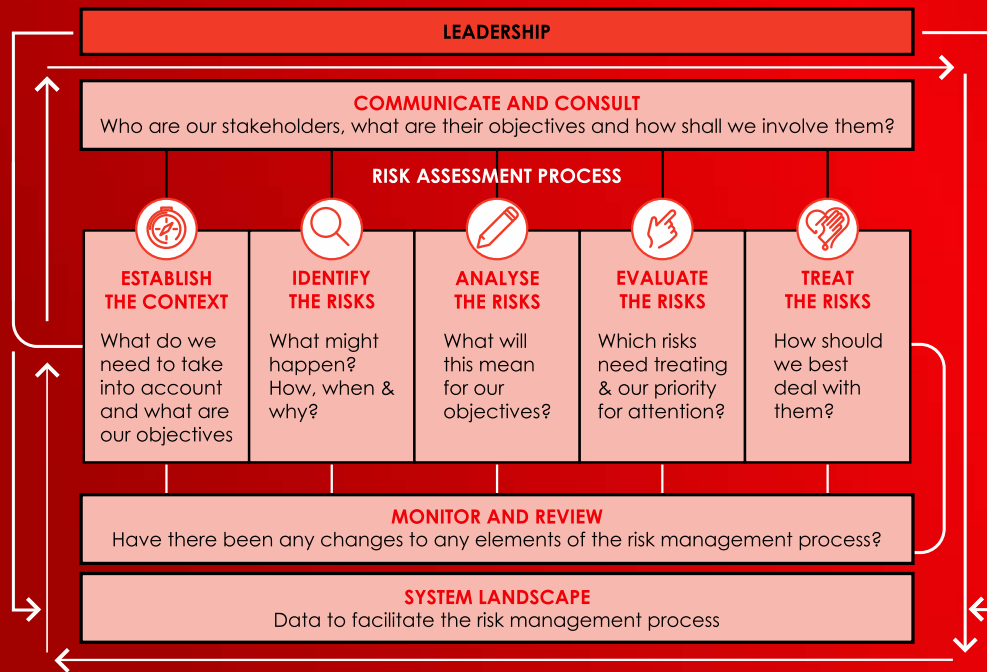 LEADERSHIP
COMMUNICATE AND CONSULT
Who are our stakeholders, what are their objectives and how shall we involve them?
RISK ASSESSMENT PROCESS
ESTABLISH
THE CONTEXT
What do we
need to take
into account
and what are
our objectives
IDENTIFY
THE RISKS
What might
happen?
How, when &
why?
ANALYSE
THE RISKS
What will
this mean
for our
objectives?
EVALUATE
THE RISKS
Which risks
need treating
& our priority
for attention?
TREAT
THE RISKS
How should
we best
deal with
them?
MONITOR AND REVIEW
Have there been any changes to any elements of the risk management process?
SYSTEM LANDSCAPE
Data to facilitate the risk management process